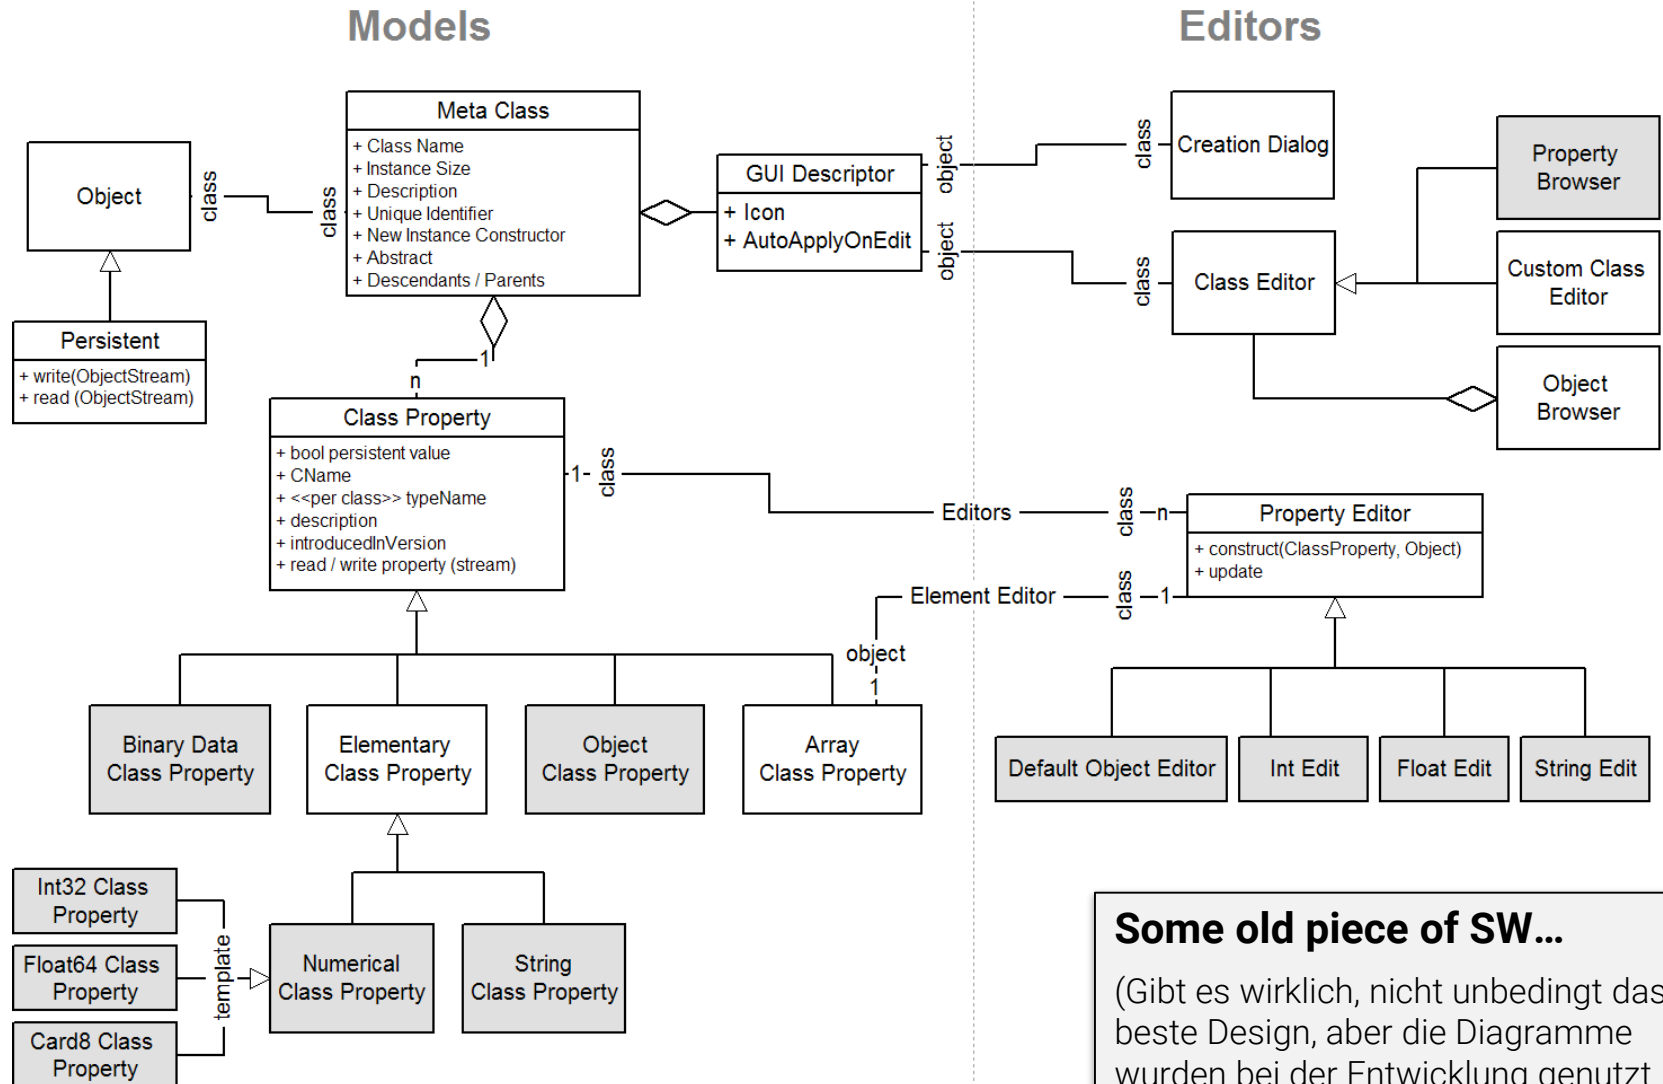 Models
Editors
Meta Class
+ Class Name
+ Instance Size
+ Description
+ Unique Identifier
+ New Instance Constructor
+ Abstract
+ Descendants / Parents
Object
class
class
Persistent
+ write(ObjectStream)
+ read (ObjectStream)
GUI Descriptor
+ Icon
+ AutoApplyOnEdit
object
object
class
class
Creation Dialog
Class Editor
Property
Browser
Custom Class
Editor
Object
Browser
1
n
Class Property
+ bool persistent value
+ CName
+ <<per class>> typeName
+ description
+ introducedInVersion
+ read / write property (stream)
1
class
Editors
class
n
Property Editor
+ construct(ClassProperty, Object)
+ update
Element Editor
class
1
object
1
Binary Data
Class Property
Elementary
Class Property
Object
Class Property
Array
Class Property
Default Object Editor
Int Edit
Float Edit
String Edit
Int32 Class
Property
Float64 Class
Property
Card8 Class
Property
template
Numerical
Class Property
String
Class Property
Some old piece of SW...
(Gibt es wirklich, nicht unbedingt das
beste Design, aber die Diagramme
wurden bei der Entwicklung genutzt